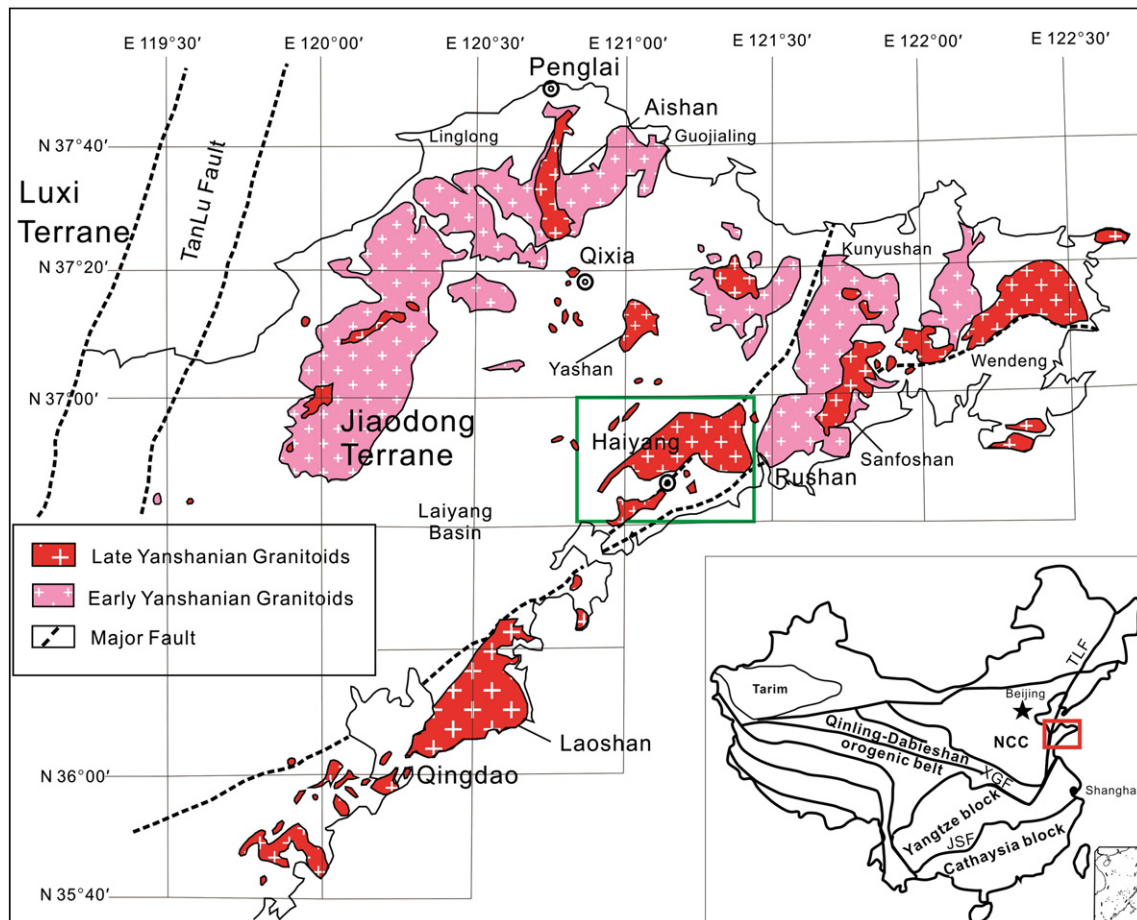 E 119°30′
E 120°00′
E 120°30′
E 121°00′
E 121°30′
E 122°00′
E 122°30′
Penglai
Aishan
Linglong
Guojialing
N 37°40′
Luxi
Terrane
TanLu Fault
Qixia
Kunyushan
N 37°20′
Yashan
Wendeng
N 37°00′
Jiaodong
Terrane
Haiyang
Sanfoshan
Rushan
Laiyang
Basin
Late Yanshanian Granitoids
Early Yanshanian Granitoids
Major Fault
Laoshan
Qingdao
N 36°00′
N 35°40′
TLF
Tarim
Beijing
NCC
Qinling-Dabieshan
orogenic belt
XGF
Shanghai
Yangtze block
JSF
Cathaysia block